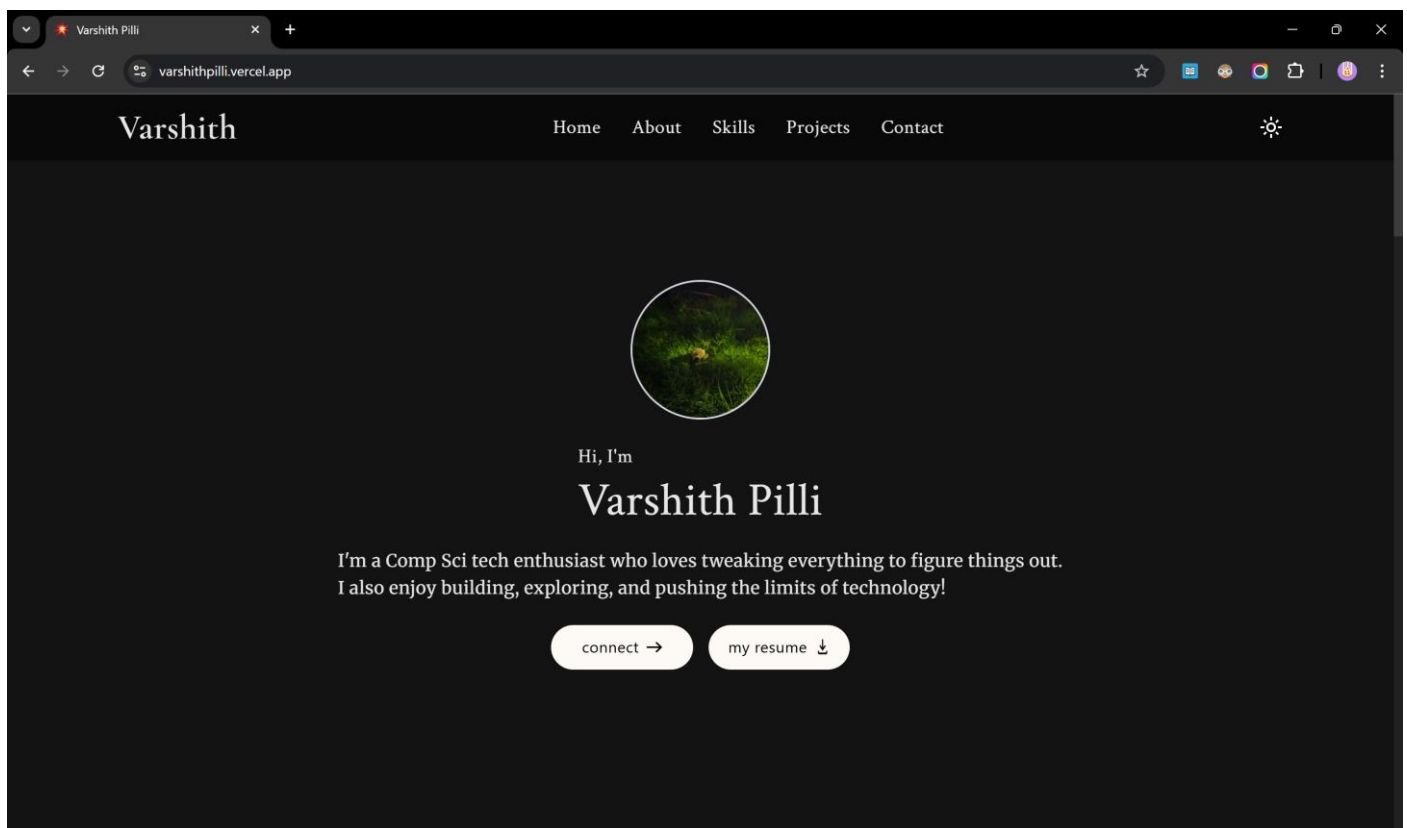 Varshith Pilli
varshithpilli.vercel.app
Varshith
Home About Skills Projects Contact
Hi, I'm
Varshith Pilli
I'm a Comp Sci tech enthusiast who loves tweaking everything to figure things out.
I also enjoy building, exploring, and pushing the limits of technology!
connect → my resume